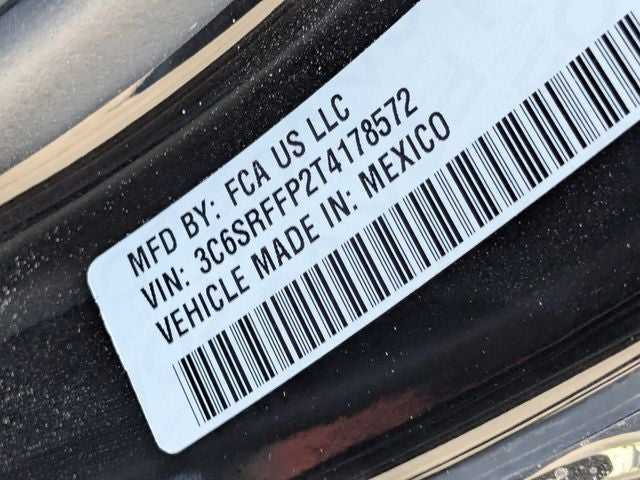 MFD BY: FCA US LLC
VIN: 3C6SRFFP2T4178572
VEHICLE MADE IN: MEXICO